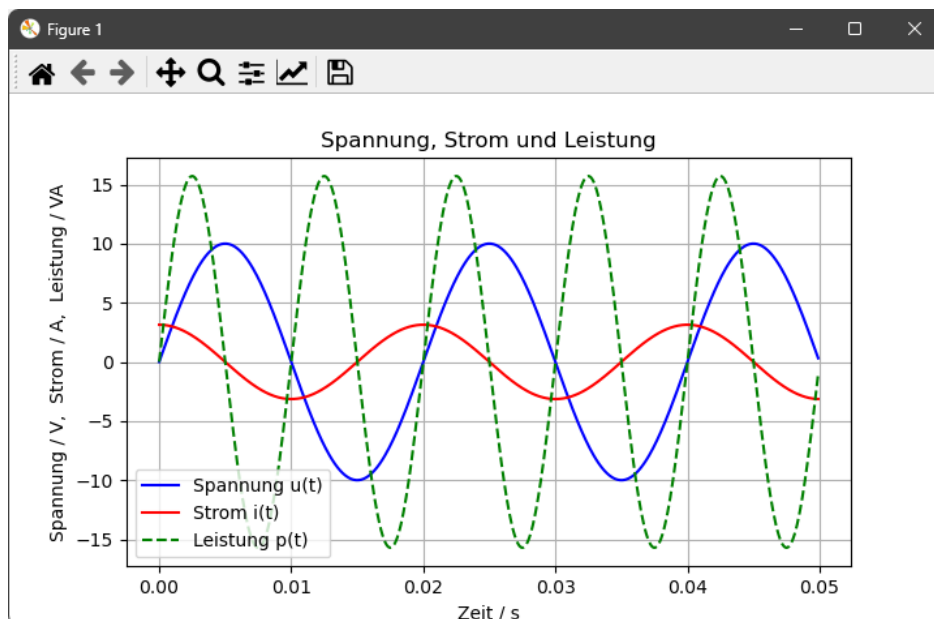 Figure 1
Spannung, Strom und Leistung
Spannung / V,  Strom / A,  Leistung / VA
15
10
5
0
−5
−10
−15
Spannung u(t)
Strom i(t)
Leistung p(t)
0.00 0.01 0.02 0.03 0.04 0.05
Zeit / s